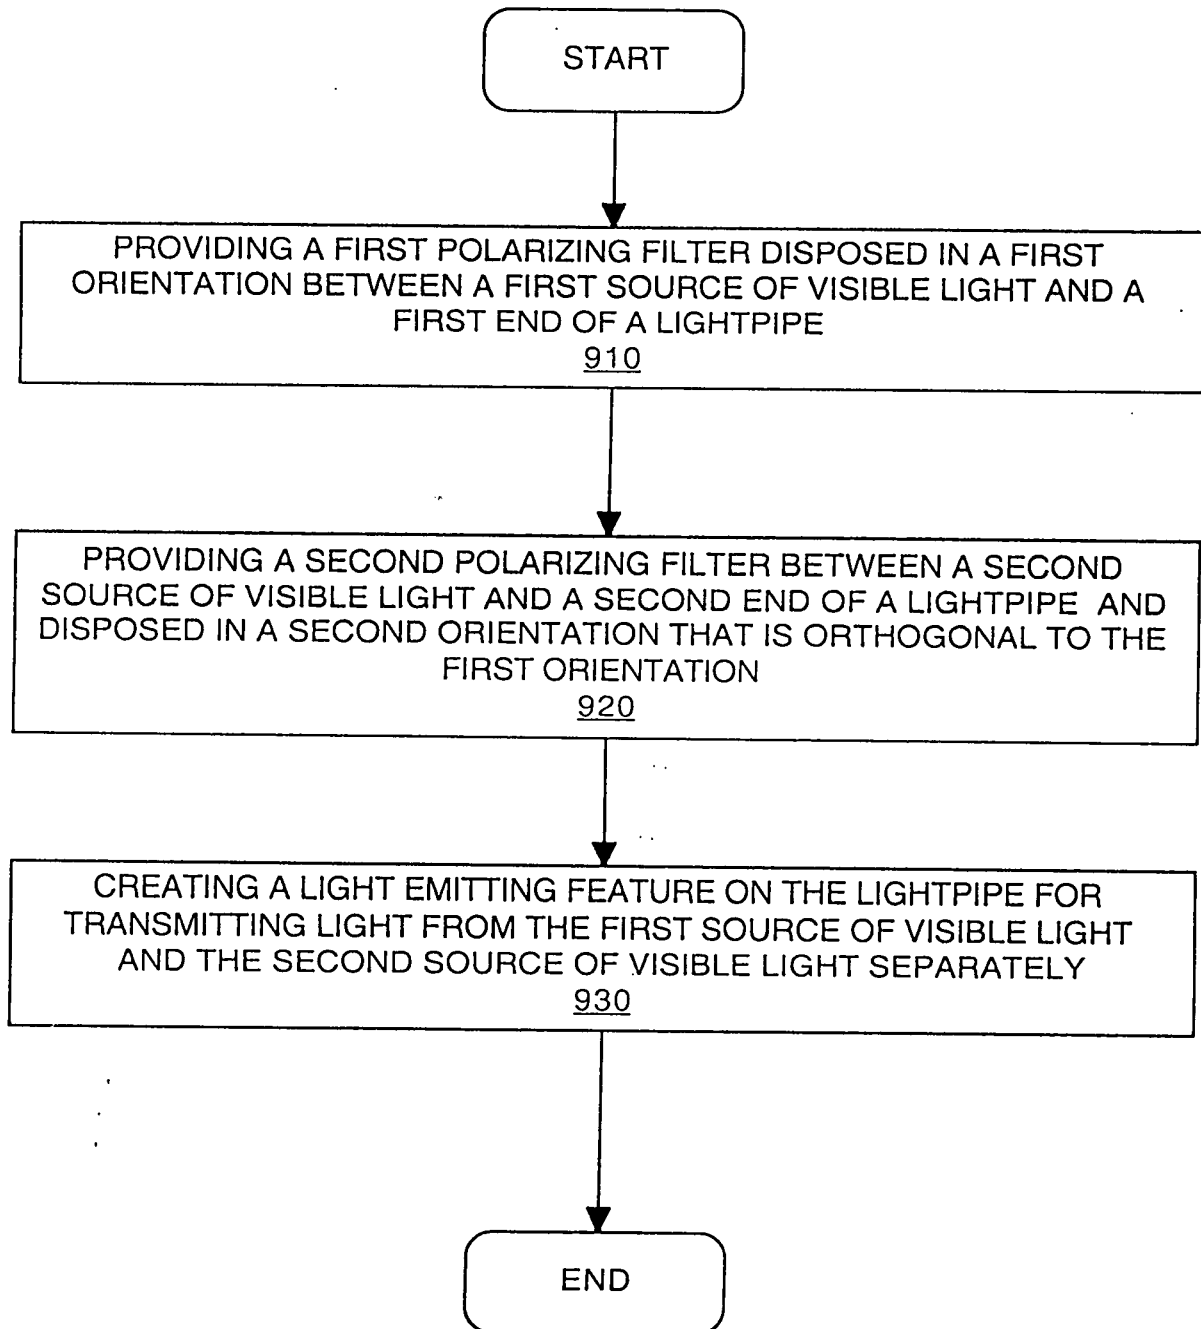 START
PROVIDING A FIRST POLARIZING FILTER DISPOSED IN A FIRST
ORIENTATION BETWEEN A FIRST SOURCE OF VISIBLE LIGHT AND A
FIRST END OF A LIGHTPIPE
910
PROVIDING A SECOND POLARIZING FILTER BETWEEN A SECOND
SOURCE OF VISIBLE LIGHT AND A SECOND END OF A LIGHTPIPE AND
DISPOSED IN A SECOND ORIENTATION THAT IS ORTHOGONAL TO THE
FIRST ORIENTATION
920
CREATING A LIGHT EMITTING FEATURE ON THE LIGHTPIPE FOR
TRANSMITTING LIGHT FROM THE FIRST SOURCE OF VISIBLE LIGHT
AND THE SECOND SOURCE OF VISIBLE LIGHT SEPARATELY
930
END